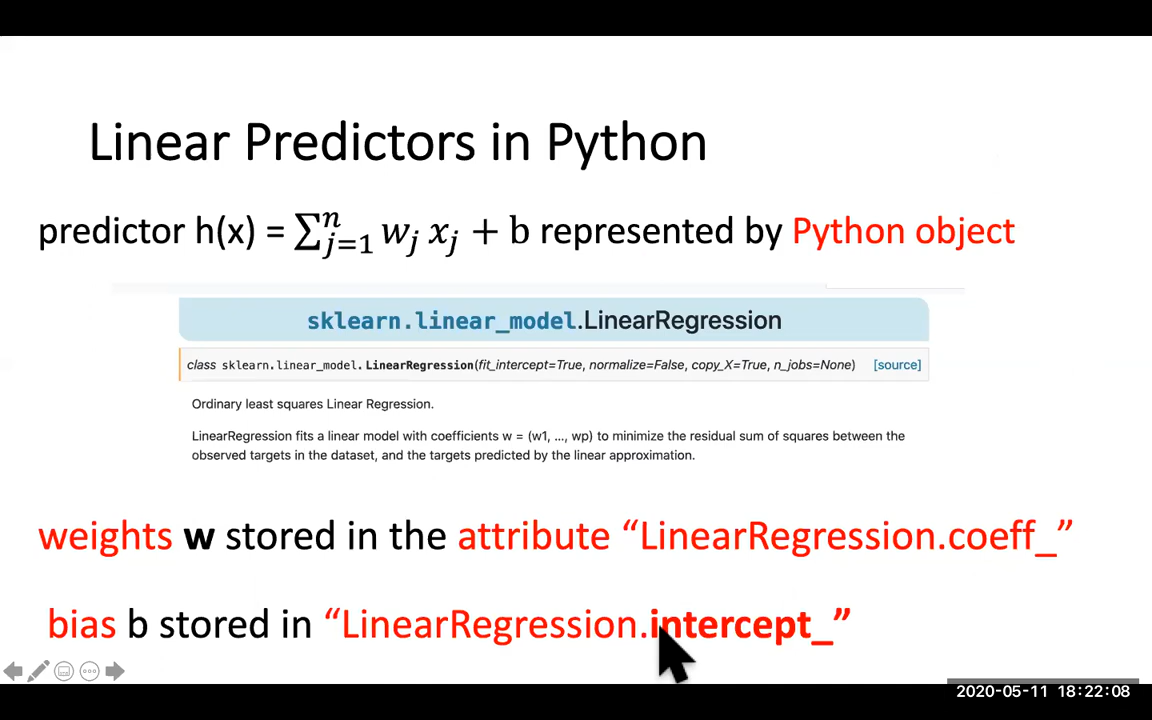 Linear Predictors in Python
predictor h(x) = ∑ⁿⱼ₌₁ wⱼ xⱼ + b represented by Python object
sklearn.linear_model.LinearRegression
class sklearn.linear_model.LinearRegression(fit_intercept=True, normalize=False, copy_X=True, n_jobs=None) [source]
Ordinary least squares Linear Regression.
LinearRegression fits a linear model with coefficients w = (w1, …, wp) to minimize the residual sum of squares between the
observed targets in the dataset, and the targets predicted by the linear approximation.
weights w stored in the attribute “LinearRegression.coeff_”
bias b stored in “LinearRegression.intercept_”
2020-05-11 18:22:08